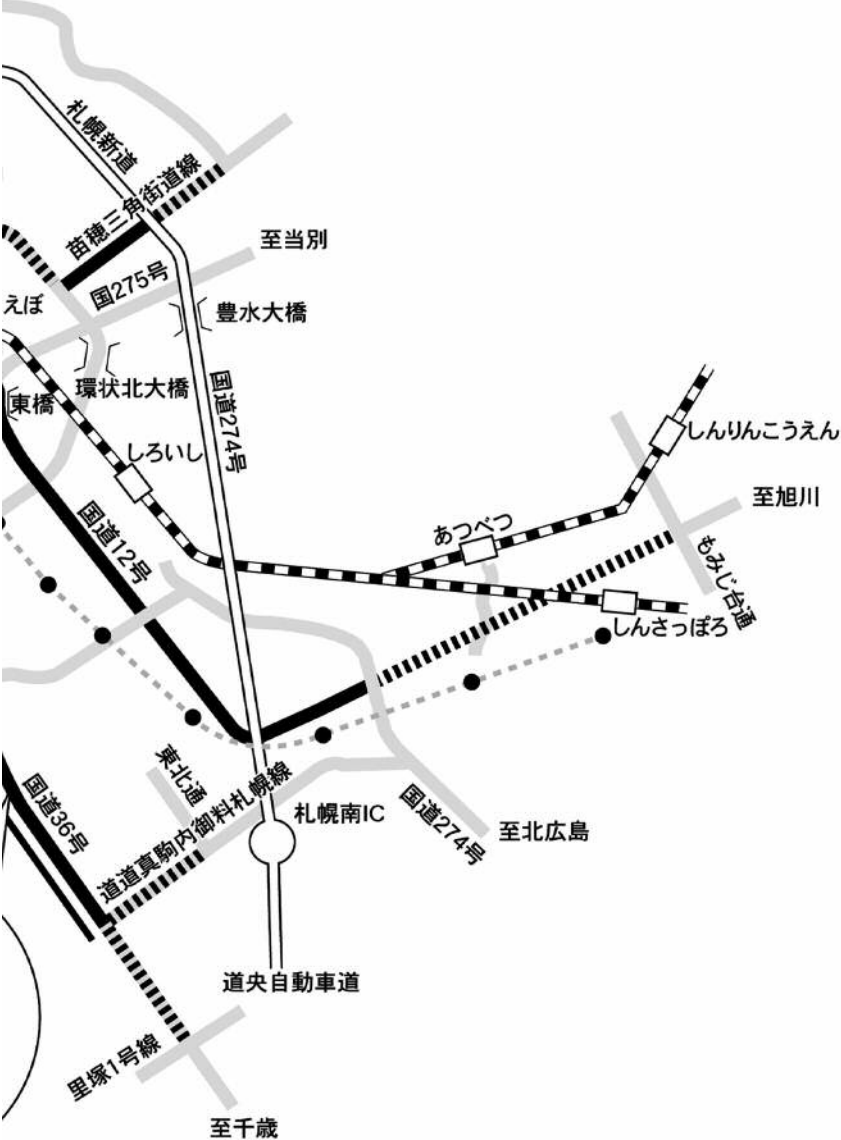 札幌新道
苗穂三角街道線
至当別
国275号
えぼ
豊水大橋
環状北大橋
東橋
国道274号
しんりんこうえん
しろいし
至旭川
あつべつ
国道12号
もみじ台通
しんさっぽろ
東北通
国道36号
道道真駒内御料札幌線
札幌南IC
国道274号
至北広島
道央自動車道
里塚1号線
至千歳